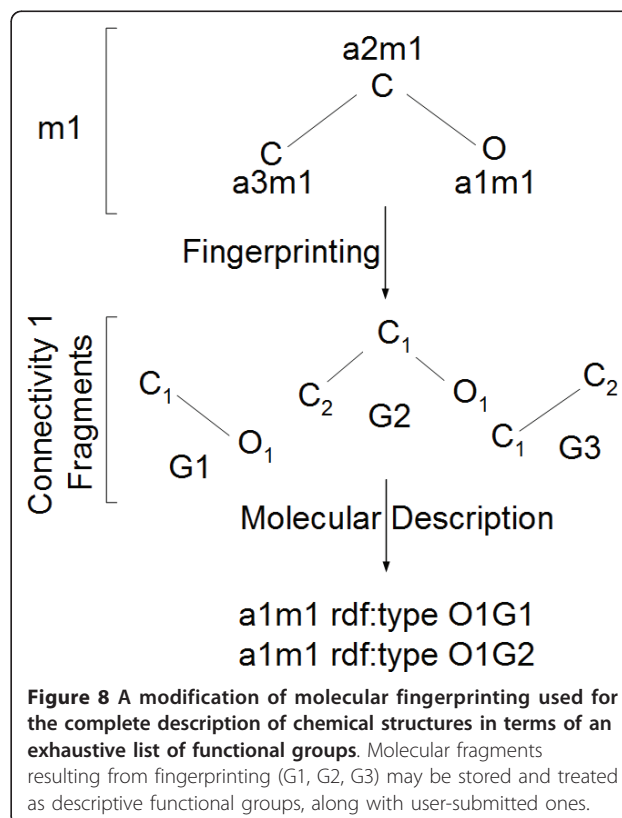 a2m1
C
m1
C O
a3m1 a1m1
Fingerprinting
Connectivity 1
Fragments
C1 O1 G1
C1 C2 O1 G2
C1 C2 G3
Molecular Description
a1m1 rdf:type O1G1
a1m1 rdf:type O1G2
Figure 8 A modification of molecular fingerprinting used for
the complete description of chemical structures in terms of an
exhaustive list of functional groups. Molecular fragments
resulting from fingerprinting (G1, G2, G3) may be stored and treated
as descriptive functional groups, along with user-submitted ones.